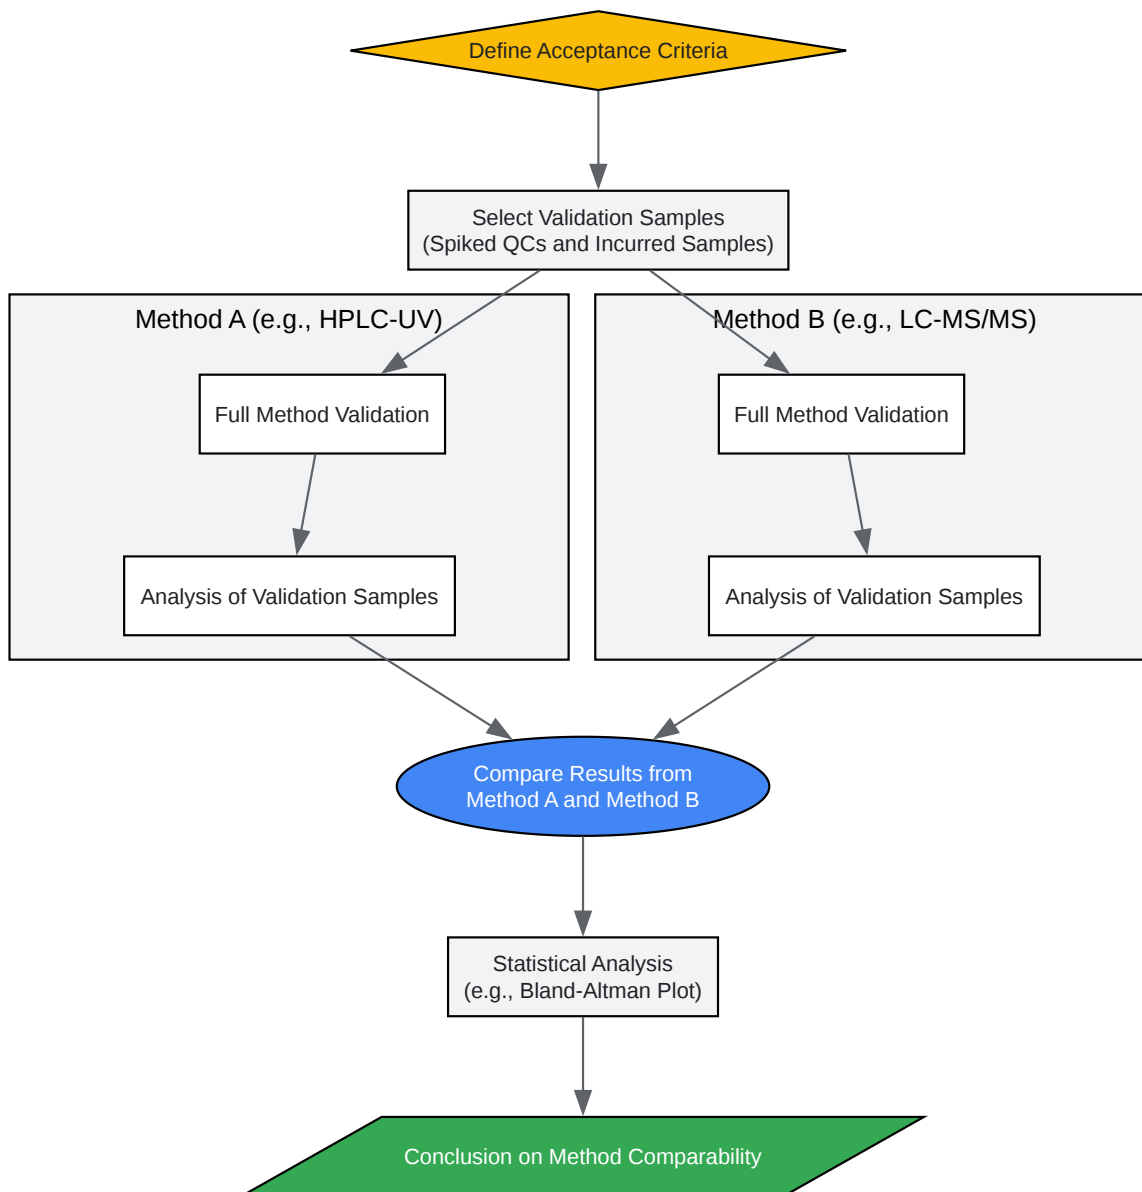 Define Acceptance Criteria
Select Validation Samples
(Spiked QCs and Incurred Samples)
Method A (e.g., HPLC-UV)
Full Method Validation
Analysis of Validation Samples
Method B (e.g., LC-MS/MS)
Full Method Validation
Analysis of Validation Samples
Compare Results from
Method A and Method B
Statistical Analysis
(e.g., Bland-Altman Plot)
Conclusion on Method Comparability